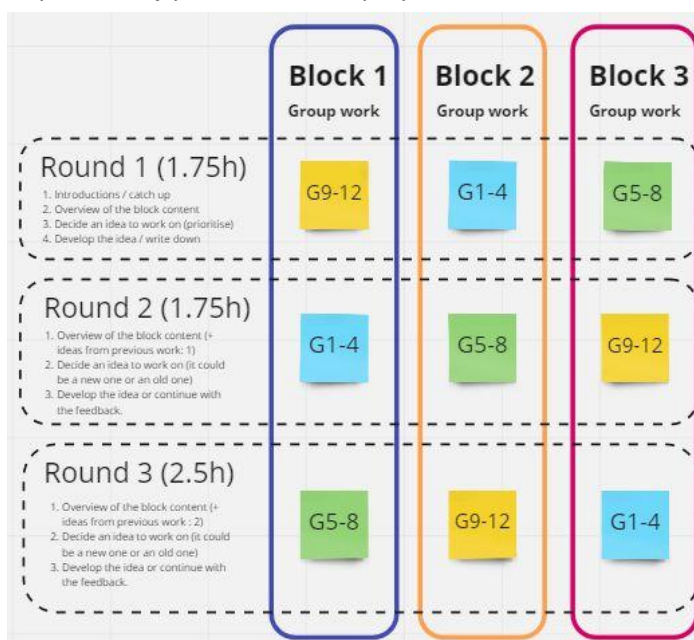 Block 1 Block 2 Block 3
Group work Group work Group work
Round 1 (1.75h)
1. Introductions / catch up
2. Overview of the block content
3. Decide an idea to work on (prioritise)
4. Develop the idea / write down
G9-12 G1-4 G5-8
Round 2 (1.75h)
1. Overview of the block content (+
ideas from previous work: 1)
2. Decide an idea to work on (it could
be a new one or an old one)
3. Develop the idea or continue with
the feedback.
G1-4 G5-8 G9-12
Round 3 (2.5h)
1. Overview of the block content (+
ideas from previous work : 2)
2. Decide an idea to work on (it could
be a new one or an old one)
3. Develop the idea or continue with
the feedback.
G5-8 G9-12 G1-4